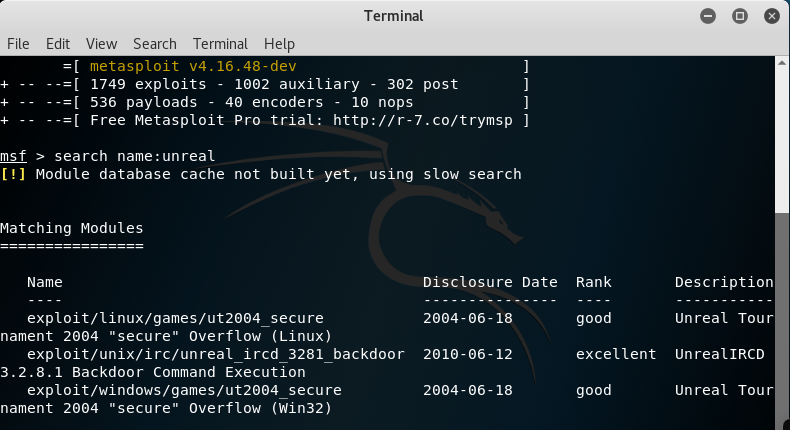 Terminal
File Edit View Search Terminal Help
=[ metasploit v4.16.48-dev ]
+ -- --=[ 1749 exploits - 1002 auxiliary - 302 post ]
+ -- --=[ 536 payloads - 40 encoders - 10 nops ]
+ -- --=[ Free Metasploit Pro trial: http://r-7.co/trymsp ]
msf > search name:unreal
[!] Module database cache not built yet, using slow search
Matching Modules
================
Name Disclosure Date Rank Description
---- --------------- ---- -----------
exploit/linux/games/ut2004_secure 2004-06-18 good Unreal Tour
nament 2004 "secure" Overflow (Linux)
exploit/unix/irc/unreal_ircd_3281_backdoor 2010-06-12 excellent UnrealIRCD
3.2.8.1 Backdoor Command Execution
exploit/windows/games/ut2004_secure 2004-06-18 good Unreal Tour
nament 2004 "secure" Overflow (Win32)